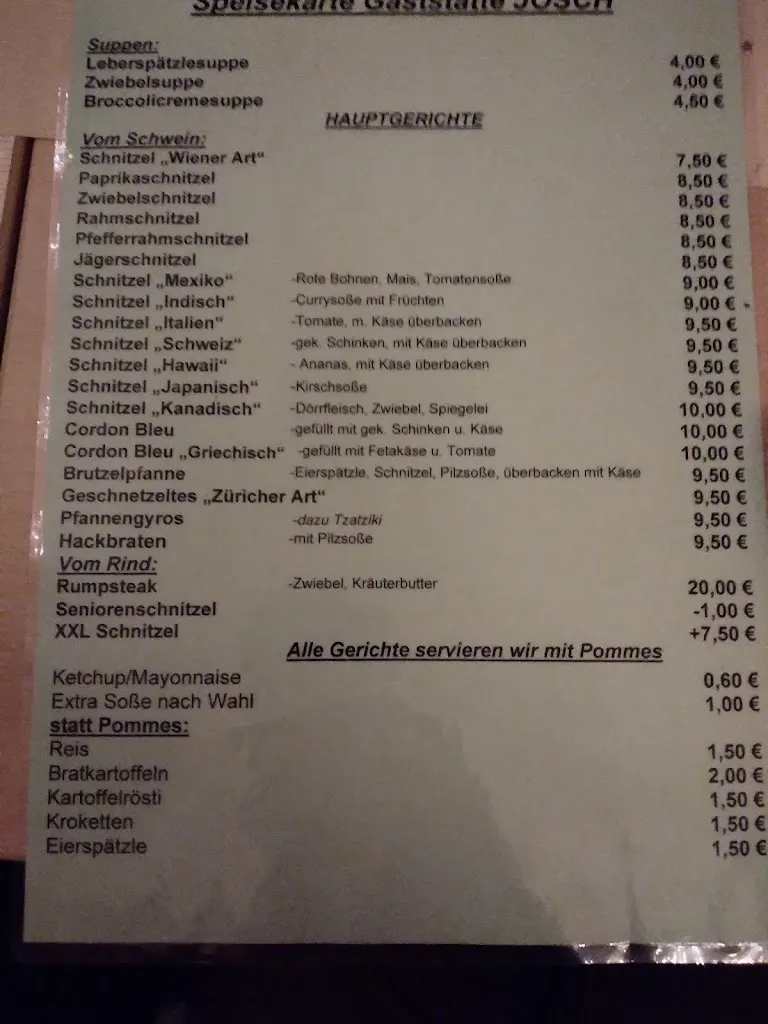 Speisekarte Gaststätte JOSCH
Suppen:
Leberspätzlesuppe 4,00 €
Zwiebelsuppe 4,00 €
Broccolicremesuppe 4,50 €
HAUPTGERICHTE
Vom Schwein:
Schnitzel „Wiener Art“ 7,50 €
Paprikaschnitzel 8,50 €
Zwiebelschnitzel 8,50 €
Rahmschnitzel 8,50 €
Pfefferrahmschnitzel 8,50 €
Jägerschnitzel 8,50 €
Schnitzel „Mexiko“ -Rote Bohnen, Mais, Tomatensoße 9,00 €
Schnitzel „Indisch“ -Currysoße mit Früchten 9,00 €
Schnitzel „Italien“ -Tomate, m. Käse überbacken 9,50 €
Schnitzel „Schweiz“ -gek. Schinken, mit Käse überbacken 9,50 €
Schnitzel „Hawaii“ - Ananas, mit Käse überbacken 9,50 €
Schnitzel „Japanisch“ -Kirschsoße 9,50 €
Schnitzel „Kanadisch“ -Dörrfleisch, Zwiebel, Spiegelei 10,00 €
Cordon Bleu -gefüllt mit gek. Schinken u. Käse 10,00 €
Cordon Bleu „Griechisch“ -gefüllt mit Fetakäse u. Tomate 10,00 €
Brutzelpfanne -Eierspätzle, Schnitzel, Pilzsoße, überbacken mit Käse 9,50 €
Geschnetzeltes „Züricher Art“ 9,50 €
Pfannengyros -dazu Tzatziki 9,50 €
Hackbraten -mit Pilzsoße 9,50 €
Vom Rind:
Rumpsteak -Zwiebel, Kräuterbutter 20,00 €
Seniorenschnitzel -1,00 €
XXL Schnitzel +7,50 €
Alle Gerichte servieren wir mit Pommes
Ketchup/Mayonnaise 0,60 €
Extra Soße nach Wahl 1,00 €
statt Pommes:
Reis 1,50 €
Bratkartoffeln 2,00 €
Kartoffelrösti 1,50 €
Kroketten 1,50 €
Eierspätzle 1,50 €